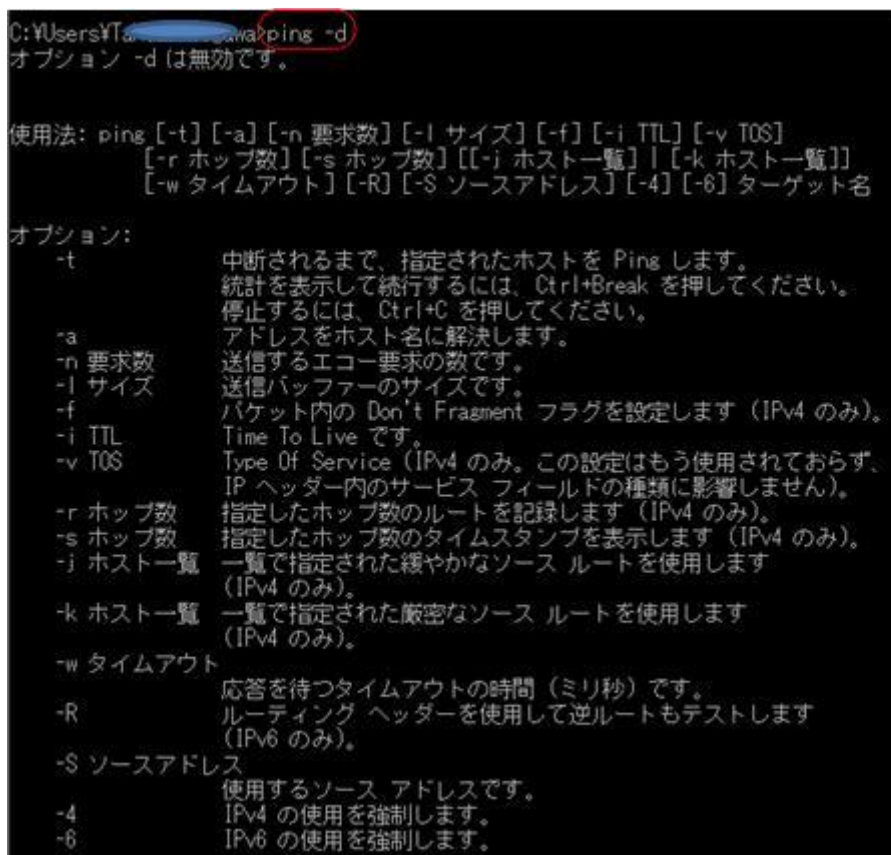 C:¥Users¥Ta wa>ping -d
オプション -d は無効です。
使用法: ping [-t] [-a] [-n 要求数] [-l サイズ] [-f] [-i TTL] [-v TOS]
[-r ホップ数] [-s ホップ数] [[-j ホスト一覧] | [-k ホスト一覧]]
[-w タイムアウト] [-R] [-S ソースアドレス] [-4] [-6] ターゲット名
オプション:
-t 中断されるまで、指定されたホストを Ping します。
統計を表示して続行するには、Ctrl+Break を押してください。
停止するには、Ctrl+C を押してください。
-a アドレスをホスト名に解決します。
-n 要求数 送信するエコー要求の数です。
-l サイズ 送信バッファーのサイズです。
-f パケット内の Don't Fragment フラグを設定します (IPv4 のみ)。
-i TTL Time To Live です。
-v TOS Type Of Service (IPv4 のみ。この設定はもう使用されておらず、
IP ヘッダー内のサービス フィールドの種類に影響しません)。
-r ホップ数 指定したホップ数のルートを記録します (IPv4 のみ)。
-s ホップ数 指定したホップ数のタイムスタンプを表示します (IPv4 のみ)。
-j ホスト一覧 一覧で指定された緩やかなソース ルートを使用します
(IPv4 のみ)。
-k ホスト一覧 一覧で指定された厳密なソース ルートを使用します
(IPv4 のみ)。
-w タイムアウト
応答を待つタイムアウトの時間 (ミリ秒) です。
-R ルーティング ヘッダーを使用して逆ルートもテストします
(IPv6 のみ)。
-S ソースアドレス
使用するソース アドレスです。
-4 IPv4 の使用を強制します。
-6 IPv6 の使用を強制します。